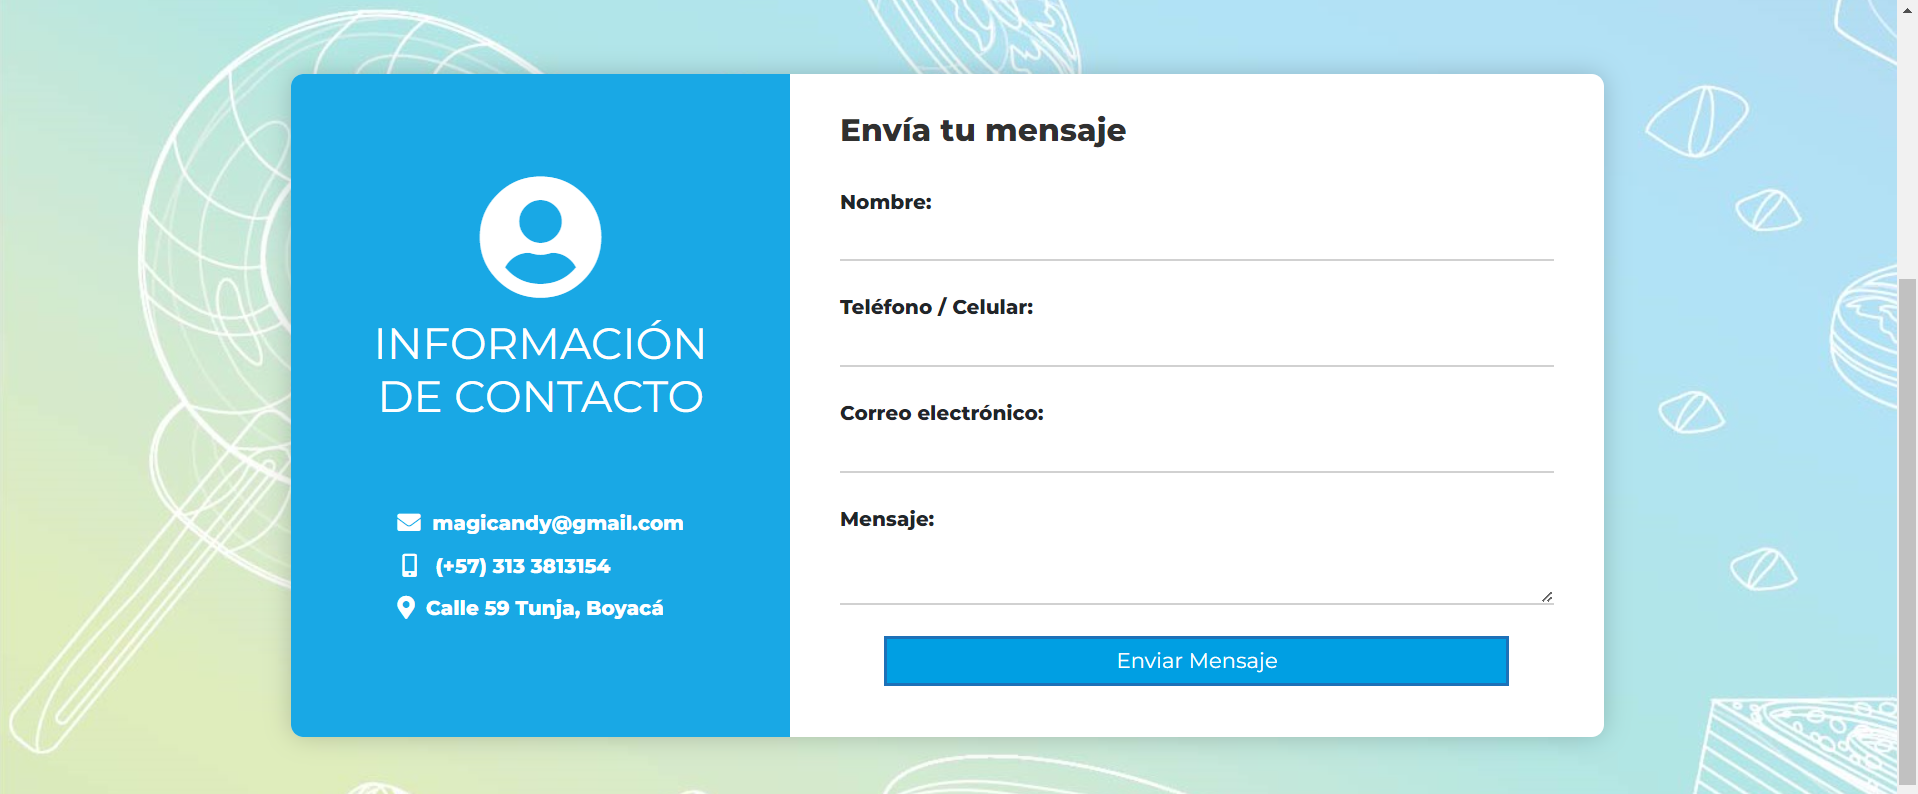 INFORMACIÓN
DE CONTACTO
magicandy@gmail.com
(+57) 313 3813154
Calle 59 Tunja, Boyacá
Envía tu mensaje
Nombre:
Teléfono / Celular:
Correo electrónico:
Mensaje:
Enviar Mensaje